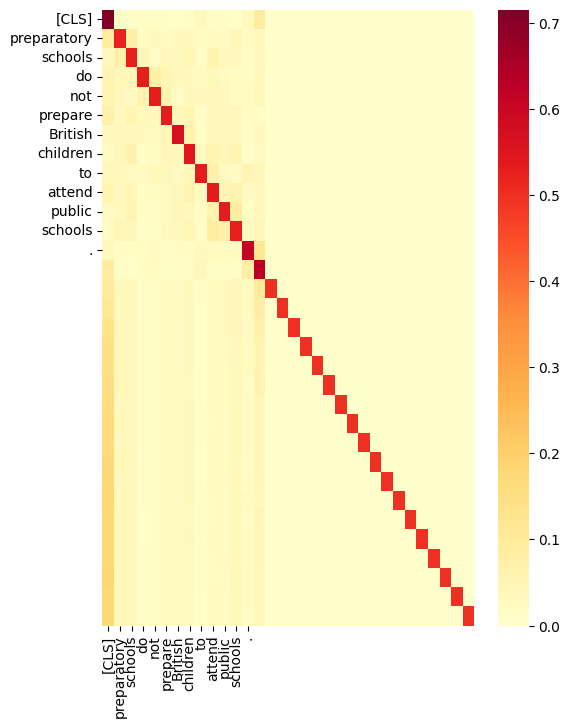 [CLS]
preparatory
schools
do
not
prepare
British
children
to
attend
public
schools
.
[CLS]
preparatory
schools
do
not
prepare
British
children
to
attend
public
schools
.
0.7
0.6
0.5
0.4
0.3
0.2
0.1
0.0